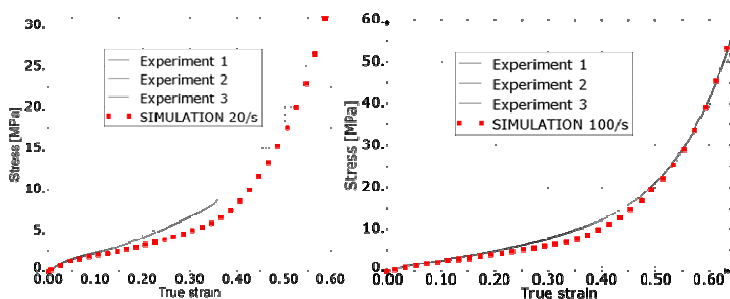 30.
25.
20.
15.
10.
5.
0.
Stress [MPa]
Experiment 1
Experiment 2
Experiment 3
SIMULATION 20/s
0.00 0.10 0.20 0.30 0.40 0.50 0.60
True strain
60.
50.
40.
30.
20.
10.
0.
Stress [MPa]
Experiment 1
Experiment 2
Experiment 3
SIMULATION 100/s
0.00 0.10 0.20 0.30 0.40 0.50 0.60
True strain